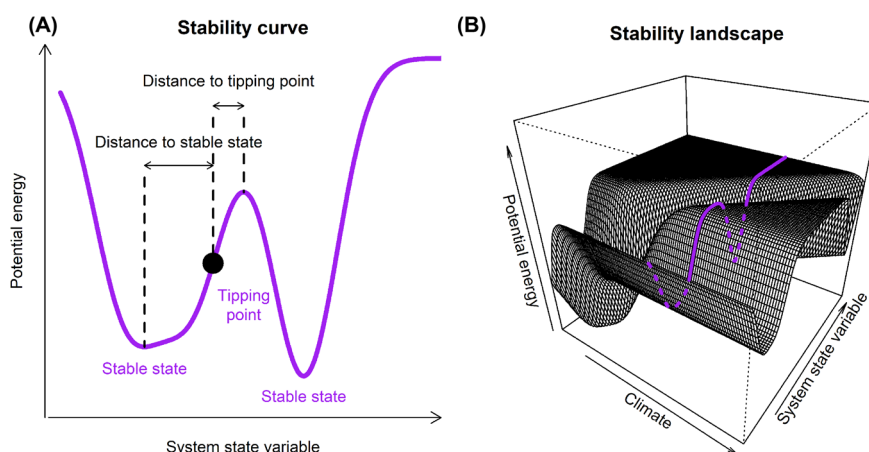 (A)
Stability curve
Distance to tipping point
Distance to stable state
Potential energy
Tipping
point
Stable state
Stable state
System state variable
(B)
Stability landscape
Potential energy
Climate
System state variable